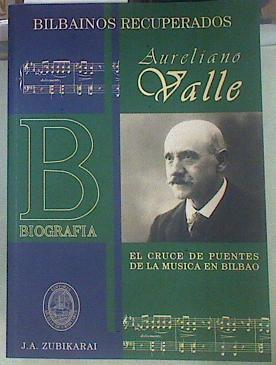 BILBAINOS RECUPERADOS
Aureliano
Valle
B
BIOGRAFIA
EL CRUCE DE PUENTES
DE LA MUSICA EN BILBAO
J.A. ZUBIKARAI